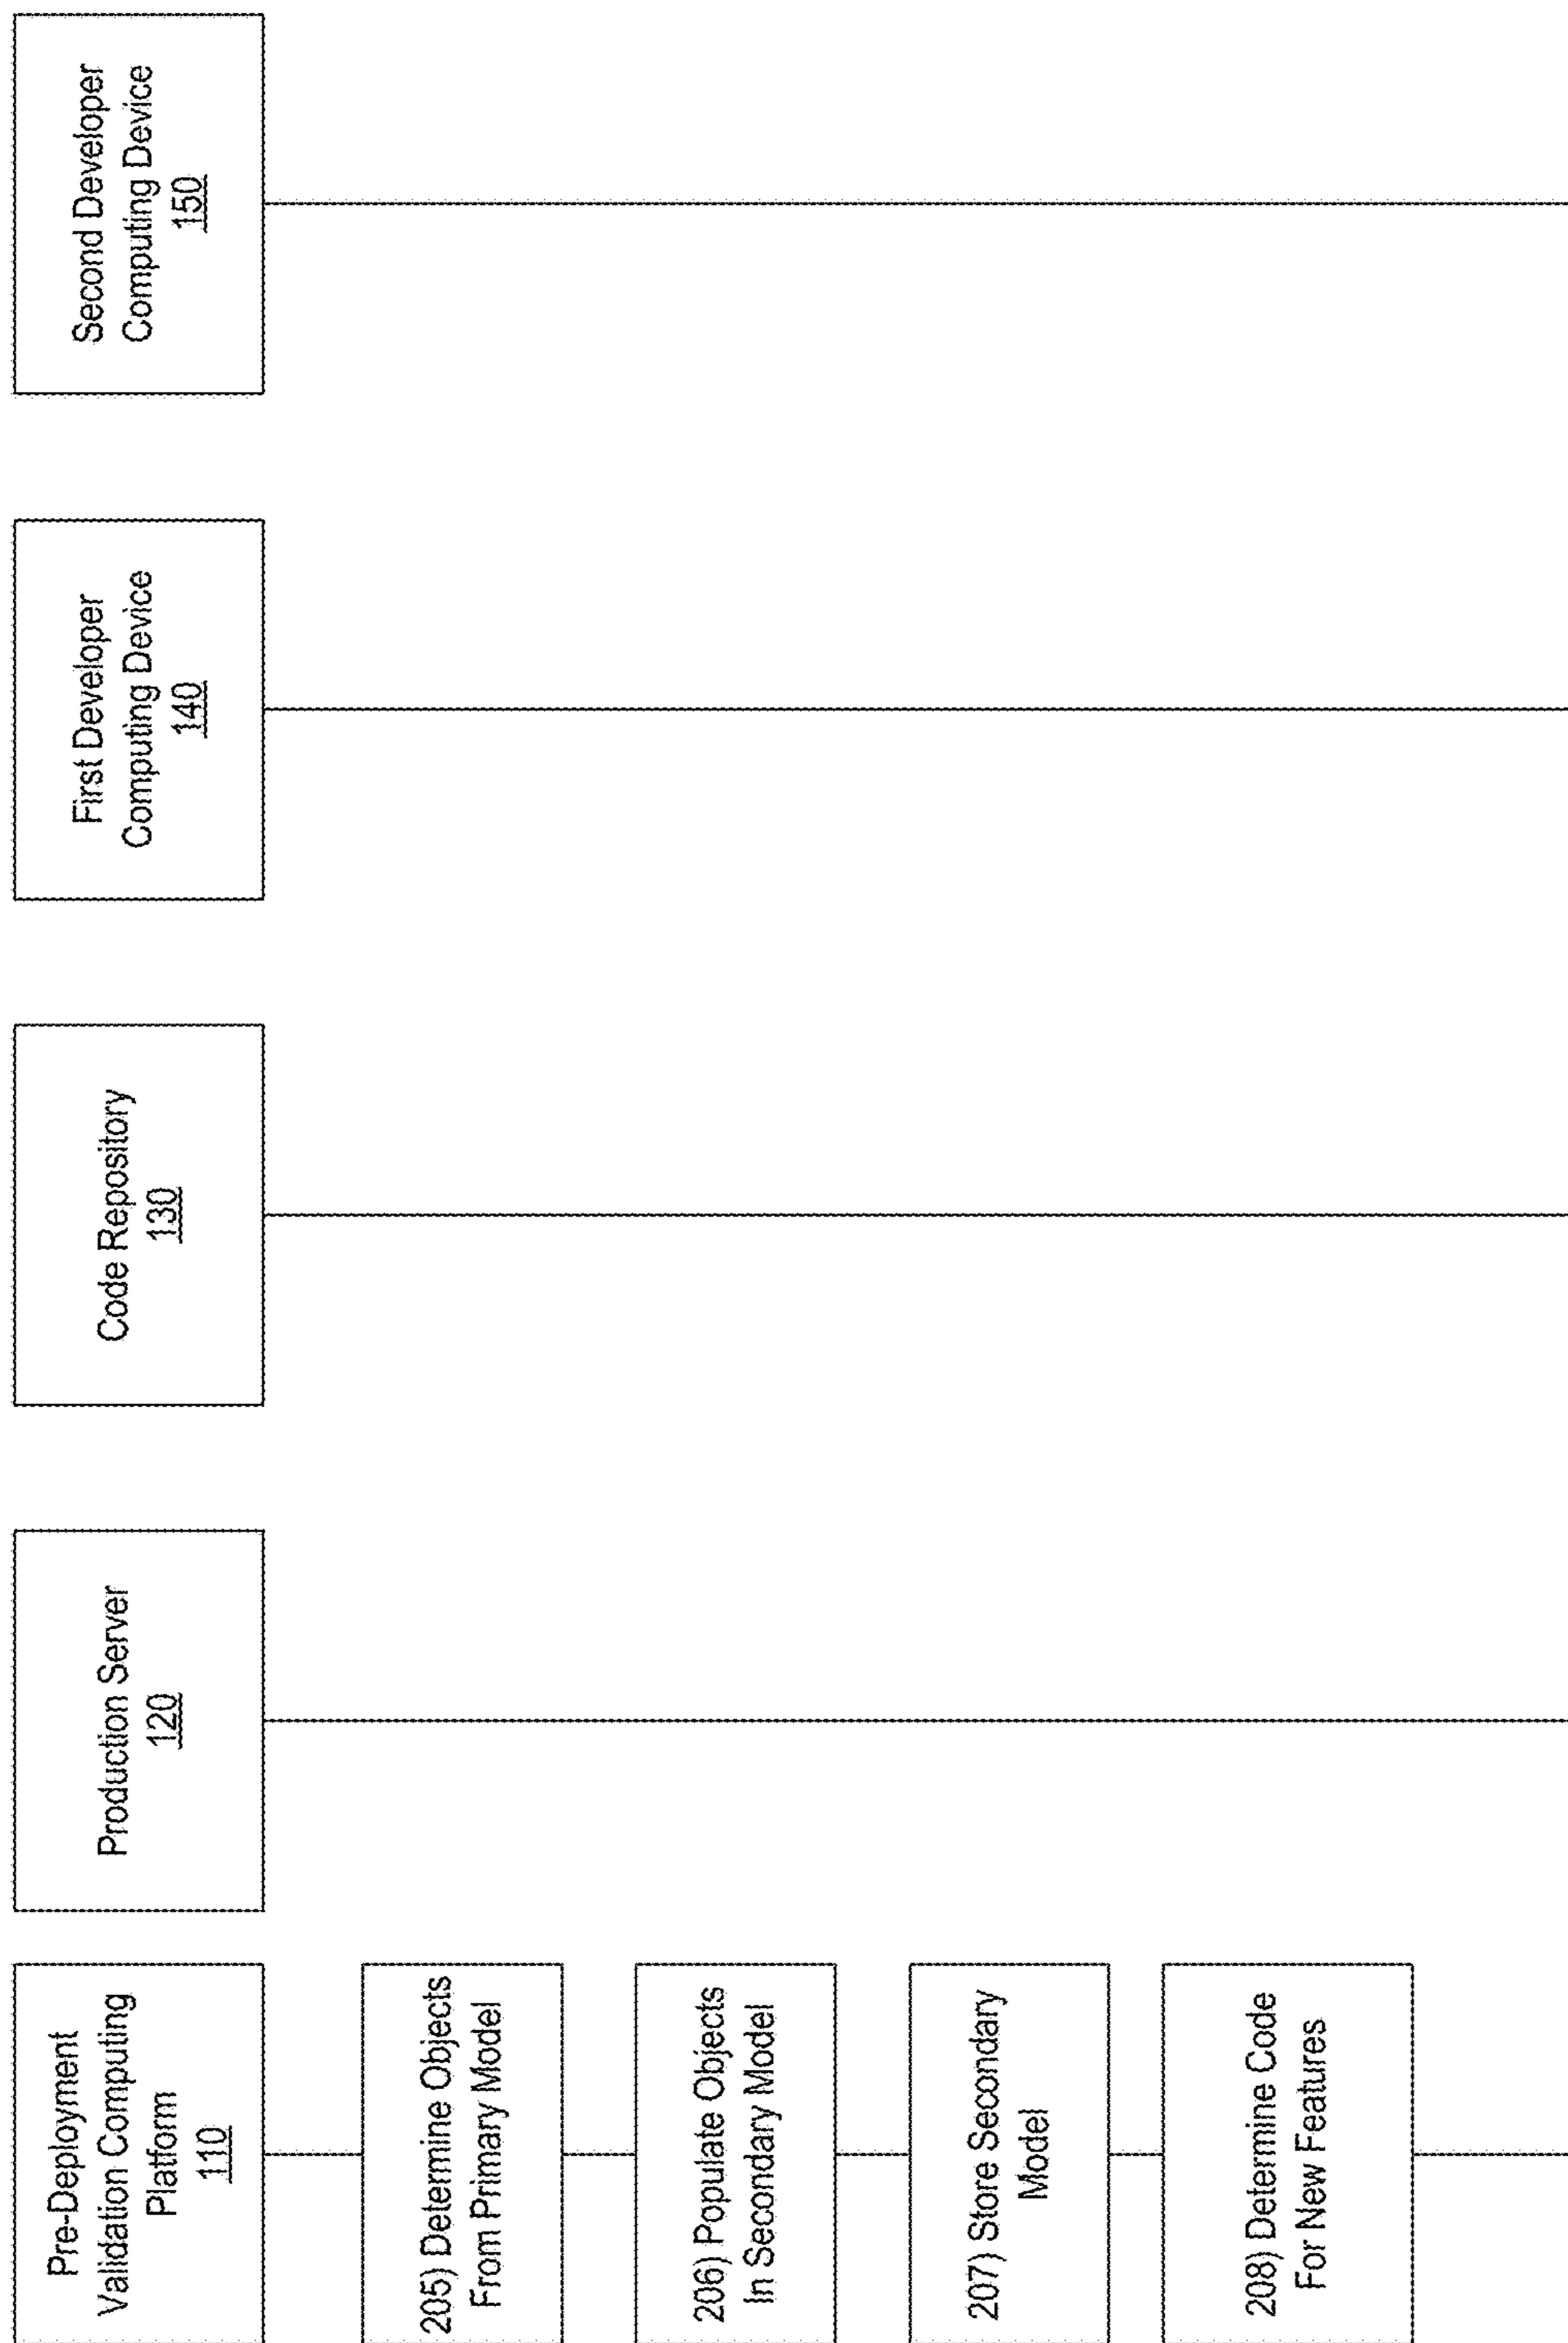 Pre-Deployment
Validation Computing
Platform
110
Production Server
120
Code Repository
130
First Developer
Computing Device
140
Second Developer
Computing Device
150
205) Determine Objects
From Primary Model
206) Populate Objects
In Secondary Model
207) Store Secondary
Model
208) Determine Code
For New Features